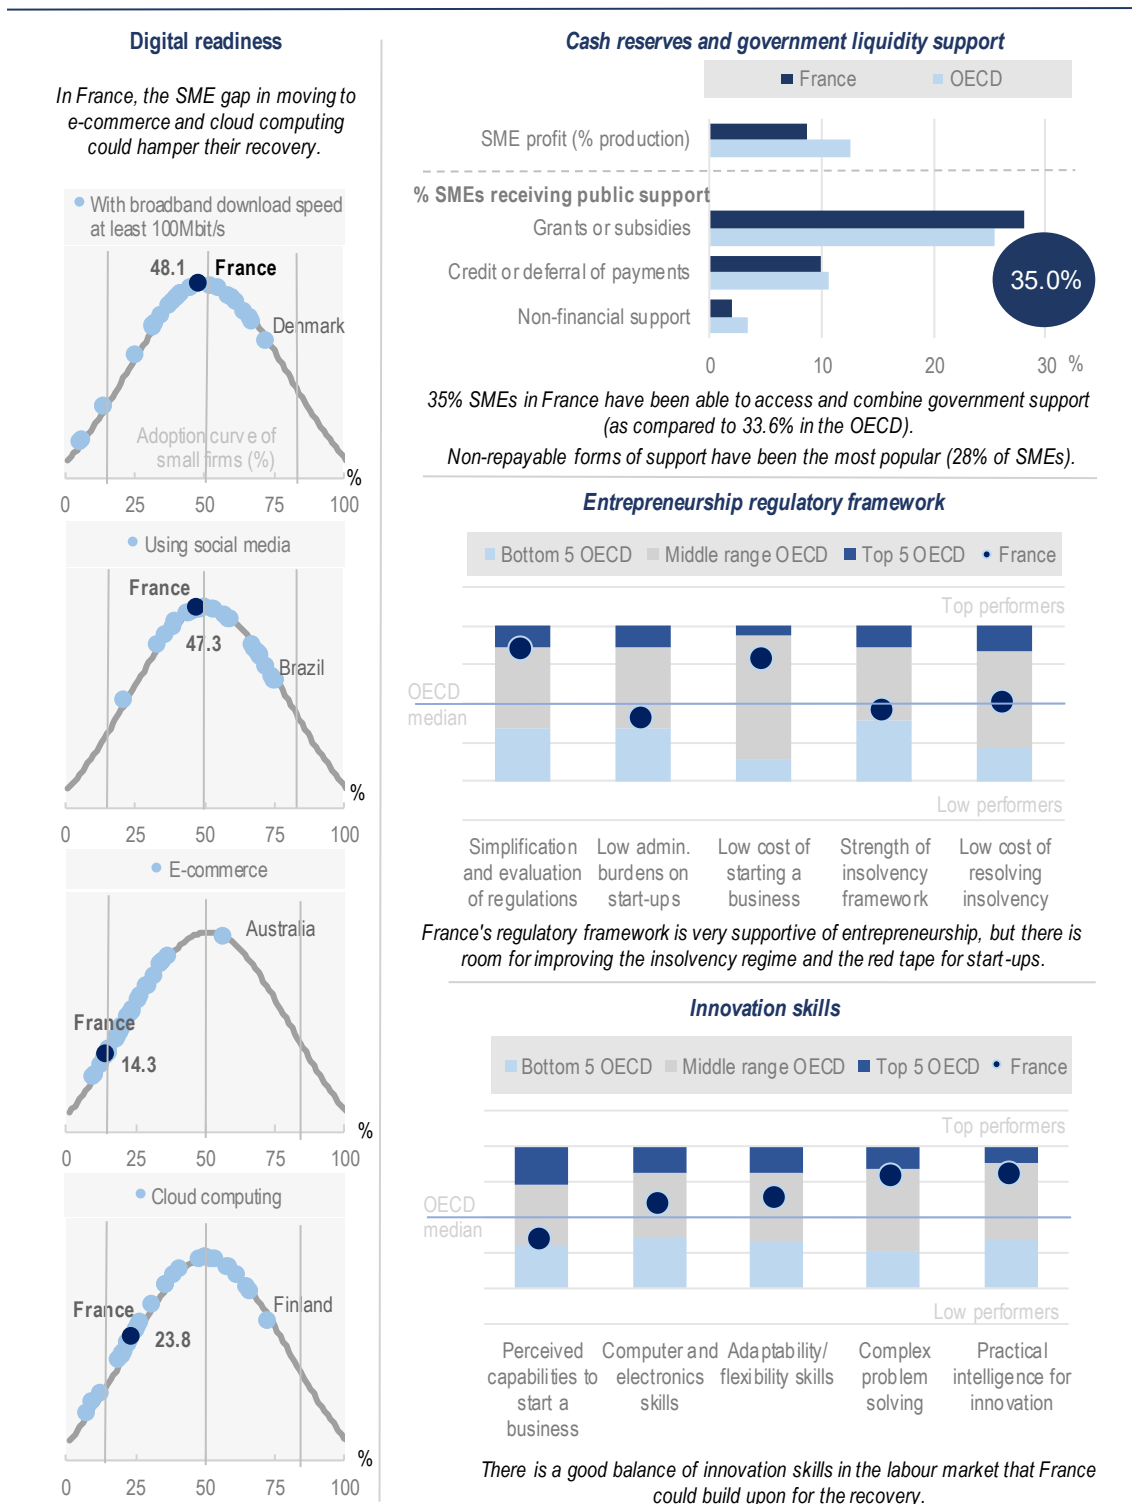 Digital readiness
In France, the SME gap in moving to
e-commerce and cloud computing
could hamper their recovery.
With broadband download speed
at least 100Mbit/s
48.1
France
Denmark
Adoption curve of
small firms (%)
%
0 25 50 75 100
Using social media
France
47.3
Brazil
%
0 25 50 75 100
E-commerce
Australia
France
14.3
%
0 25 50 75 100
Cloud computing
France
Finland
23.8
%
0 25 50 75 100
Cash reserves and government liquidity support
France OECD
SME profit (% production)
% SMEs receiving public support
Grants or subsidies
Credit or deferral of payments
35.0%
Non-financial support
0 10 20 30 %
35% SMEs in France have been able to access and combine government support
(as compared to 33.6% in the OECD).
Non-repayable forms of support have been the most popular (28% of SMEs).
Entrepreneurship regulatory framework
Bottom 5 OECD Middle range OECD Top 5 OECD France
Top performers
OECD
median
Low performers
Simplification
and evaluation
of regulations
Low admin.
burdens on
start-ups
Low cost of
starting a
business
Strength of
insolvency
framework
Low cost of
resolving
insolvency
France's regulatory framework is very supportive of entrepreneurship, but there is
room for improving the insolvency regime and the red tape for start-ups.
Innovation skills
Bottom 5 OECD Middle range OECD Top 5 OECD France
Top performers
OECD
median
Low performers
Perceived
capabilities to
start a
business
Computer and
electronics
skills
Adaptability/
flexibility skills
Complex
problem
solving
Practical
intelligence for
innovation
There is a good balance of innovation skills in the labour market that France
could build upon for the recovery.